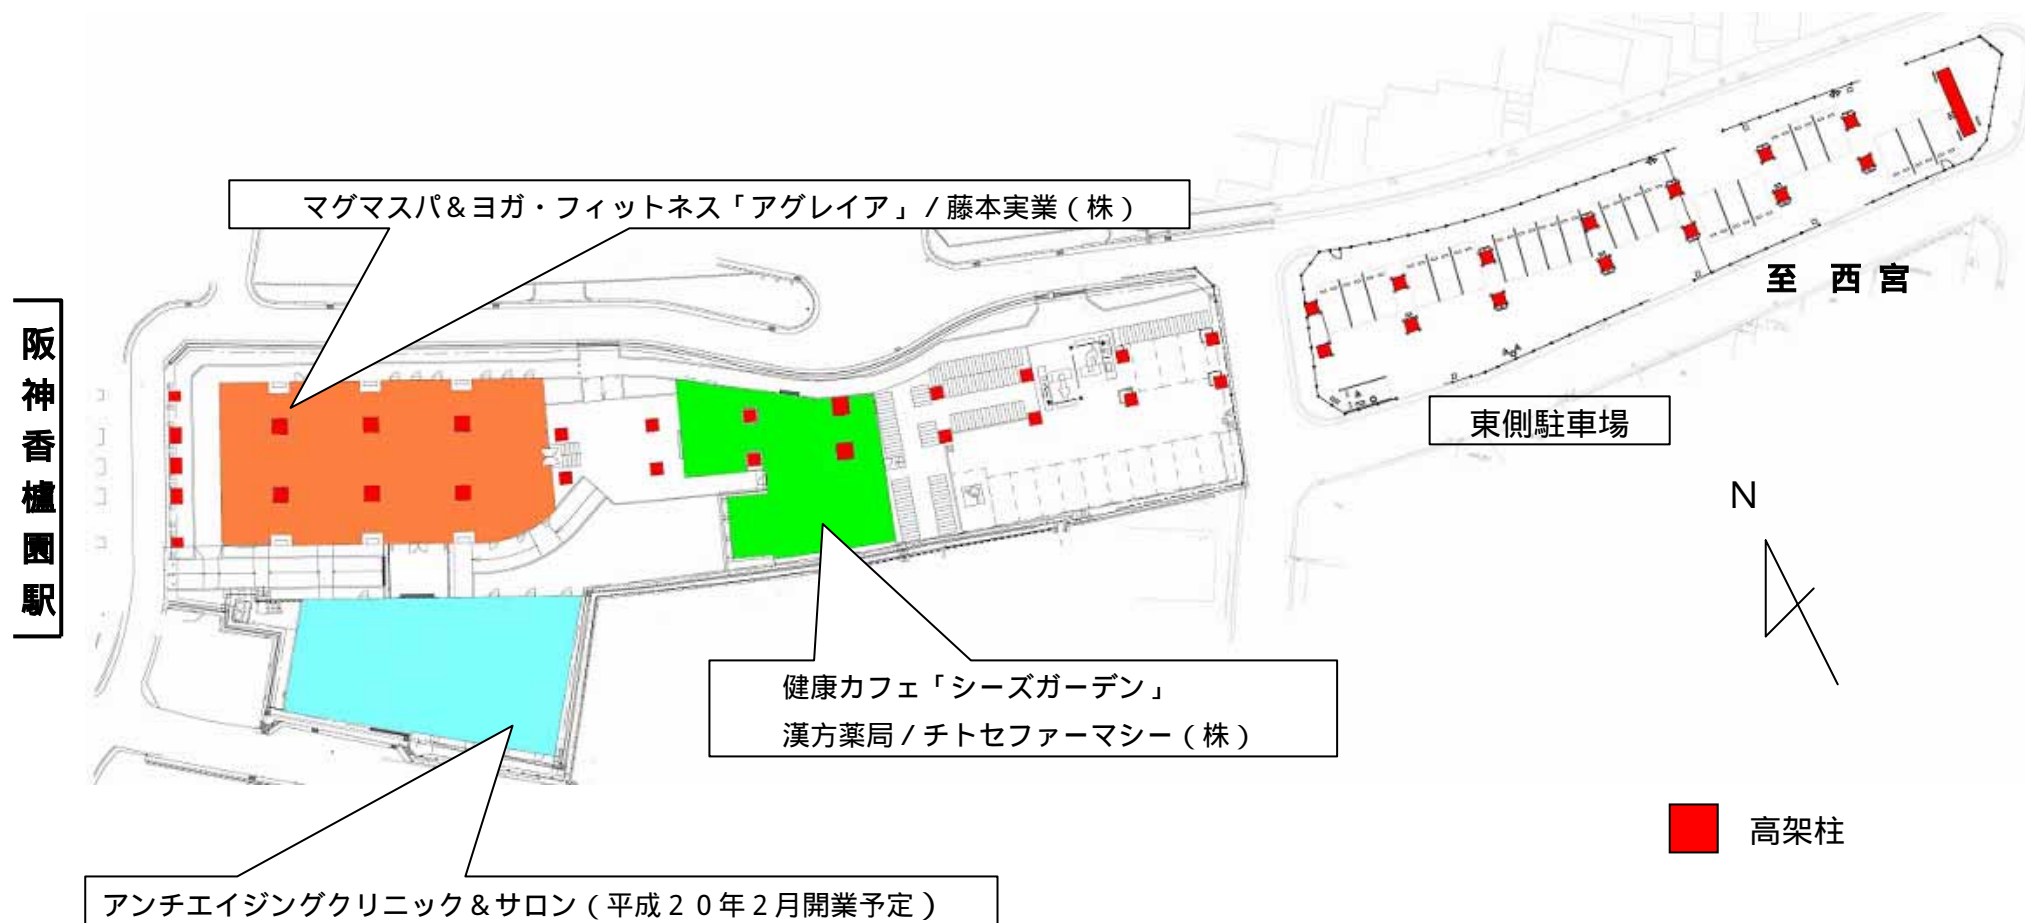 マグマスパ＆ヨガ・フィットネス「アグレイア」/藤本実業（株）
至 西宮
阪神香櫨園駅
東側駐車場
N
健康カフェ「シーズガーデン」
漢方薬局/チトセファーマシー（株）
高架柱
アンチエイジングクリニック＆サロン（平成２０年２月開業予定）